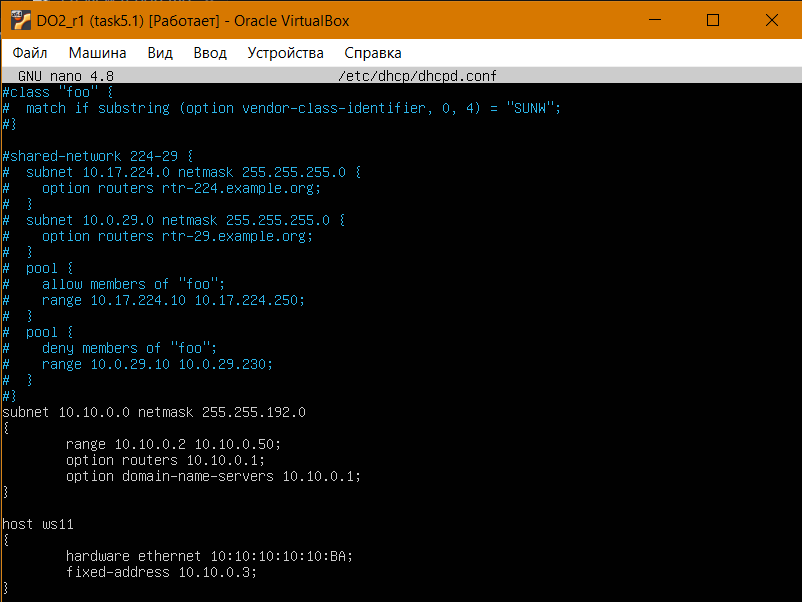 DO2_r1 (task5.1) [Работает] - Oracle VirtualBox
Файл Машина Вид Ввод Устройства Справка
GNU nano 4.8 /etc/dhcp/dhcpd.conf
#class "foo" {
#  match if substring (option vendor-class-identifier, 0, 4) = "SUNW";
#}
#shared-network 224-29 {
#  subnet 10.17.224.0 netmask 255.255.255.0 {
#    option routers rtr-224.example.org;
#  }
#  subnet 10.0.29.0 netmask 255.255.255.0 {
#    option routers rtr-29.example.org;
#  }
#  pool {
#    allow members of "foo";
#    range 10.17.224.10 10.17.224.250;
#  }
#  pool {
#    deny members of "foo";
#    range 10.0.29.10 10.0.29.230;
#  }
#}
subnet 10.10.0.0 netmask 255.255.192.0
{
        range 10.10.0.2 10.10.0.50;
        option routers 10.10.0.1;
        option domain-name-servers 10.10.0.1;
}
host ws11
{
        hardware ethernet 10:10:10:10:10:BA;
        fixed-address 10.10.0.3;
}